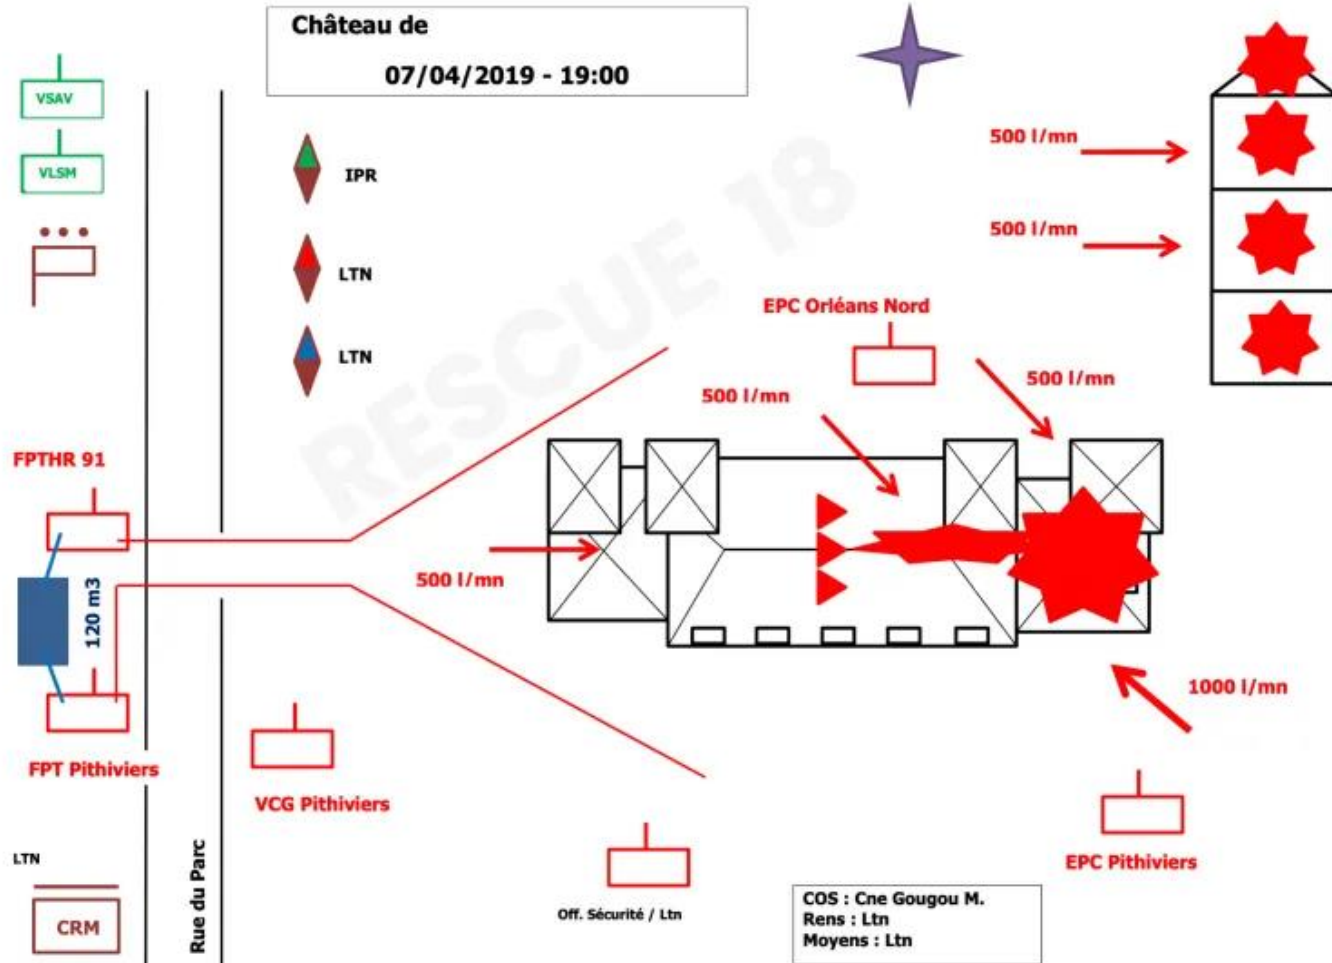 Château de
07/04/2019 - 19:00
VSAV
VLSM
IPR
LTN
LTN
500 l/mn
500 l/mn
EPC Orléans Nord
500 l/mn
500 l/mn
FPTHR 91
500 l/mn
120 m3
1000 l/mn
FPT Pithiviers
VCG Pithiviers
EPC Pithiviers
LTN
CRM
Rue du Parc
Off. Sécurité / Ltn
COS : Cne Gougou M.
Rens : Ltn
Moyens : Ltn
RESCUE 18